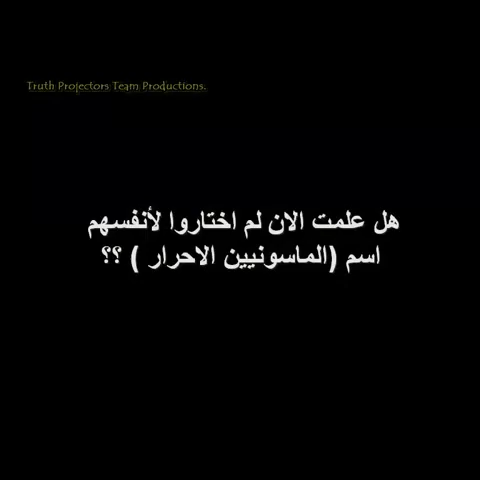 Truth Projectors Team Productions.
هل علمت الان لم اختاروا لأنفسهم
اسم (الماسونيين الاحرار ) ؟؟